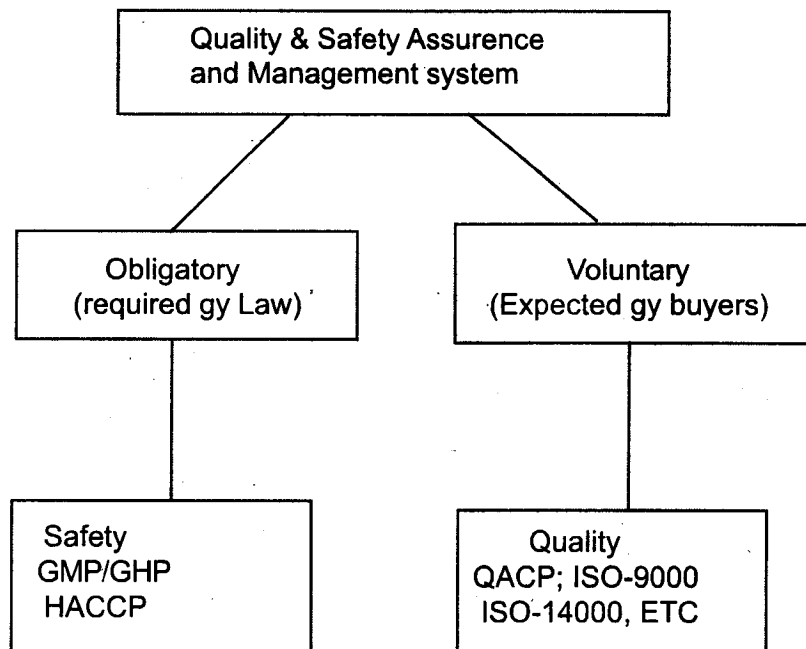 Quality & Safety Assurence
and Management system
Obligatory
(required gy Law)
Voluntary
(Expected gy buyers)
Safety
GMP/GHP
HACCP
Quality
QACP; ISO-9000
ISO-14000, ETC